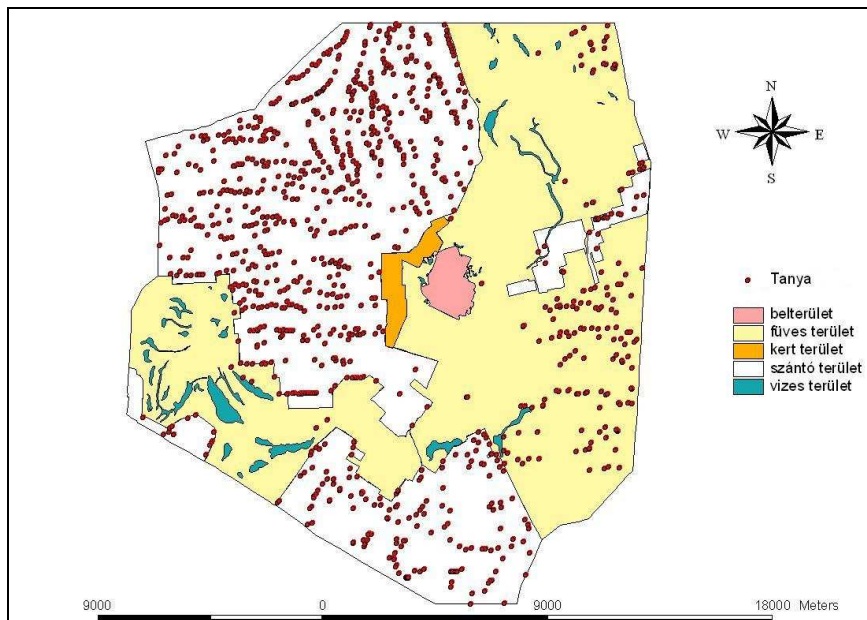 N
W E
S
Tanya
belterület
füves terület
kert terület
szántó terület
vizes terület
9000 0 9000 18000 Meters